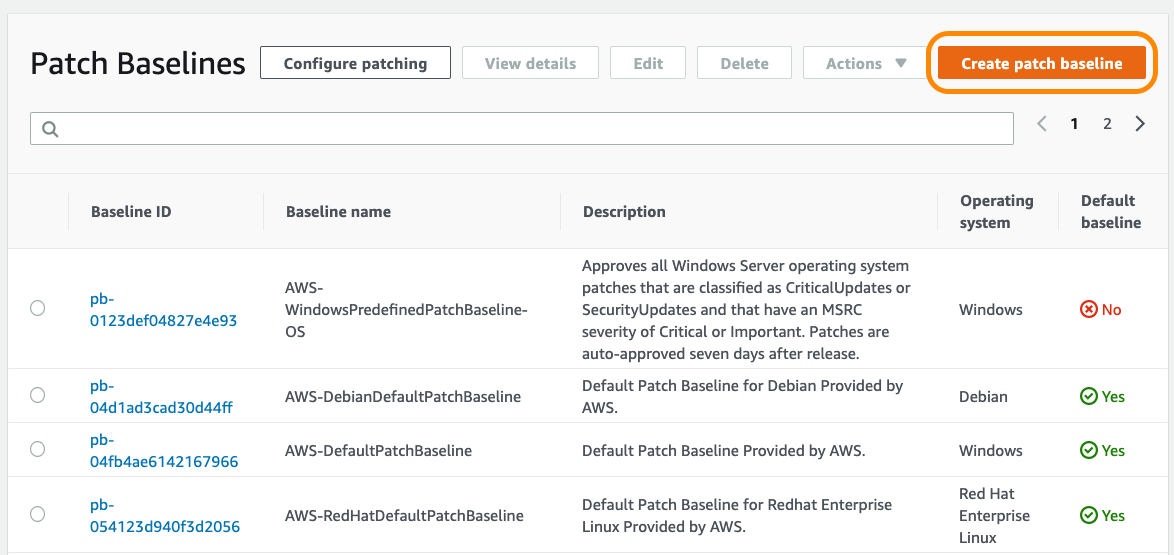 Patch Baselines
Configure patching
View details
Edit
Delete
Actions
Create patch baseline
1
2
Baseline ID
Baseline name
Description
Operating
system
Default
baseline
pb-
0123def04827e4e93
AWS-
WindowsPredefinedPatchBaseline-
OS
Approves all Windows Server operating system
patches that are classified as CriticalUpdates or
SecurityUpdates and that have an MSRC
severity of Critical or Important. Patches are
auto-approved seven days after release.
Windows
No
pb-
04d1ad3cad30d44ff
AWS-DebianDefaultPatchBaseline
Default Patch Baseline for Debian Provided by
AWS.
Debian
Yes
pb-
04fb4ae6142167966
AWS-DefaultPatchBaseline
Default Patch Baseline Provided by AWS.
Windows
Yes
pb-
054123d940f3d2056
AWS-RedHatDefaultPatchBaseline
Default Patch Baseline for Redhat Enterprise
Linux Provided by AWS.
Red Hat
Enterprise
Linux
Yes